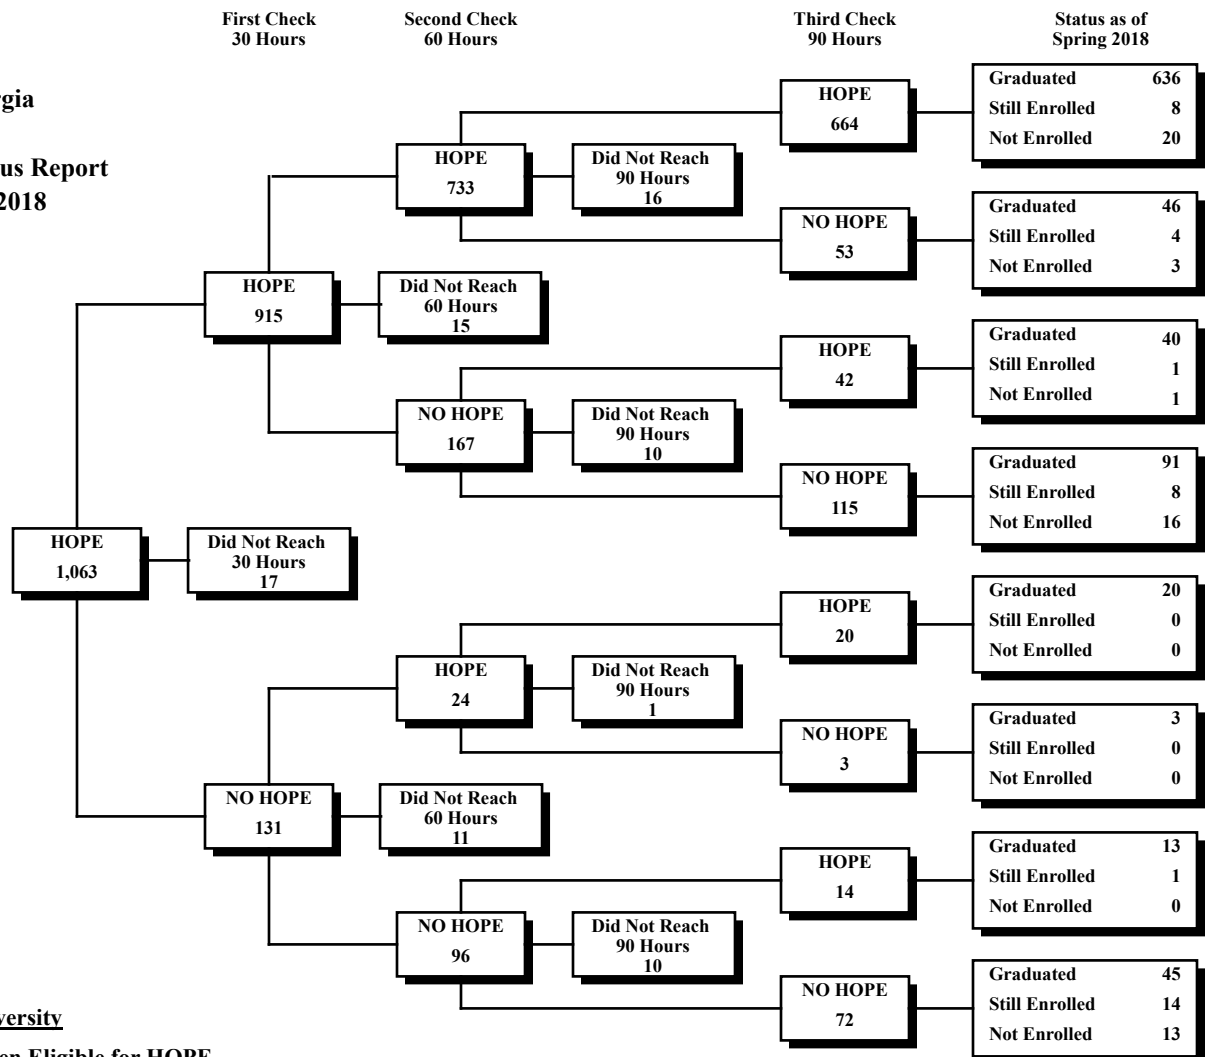 First Check
30 Hours
Second Check
60 Hours
Third Check
90 Hours
Status as of
Spring 2018
rgia
us Report
2018
HOPE
1,063
Did Not Reach
30 Hours
17
HOPE
915
Did Not Reach
60 Hours
15
NO HOPE
131
Did Not Reach
60 Hours
11
HOPE
733
Did Not Reach
90 Hours
16
NO HOPE
167
Did Not Reach
90 Hours
10
HOPE
24
Did Not Reach
90 Hours
1
NO HOPE
96
Did Not Reach
90 Hours
10
HOPE
664
Graduated 636
Still Enrolled 8
Not Enrolled 20
NO HOPE
53
Graduated 46
Still Enrolled 4
Not Enrolled 3
HOPE
42
Graduated 40
Still Enrolled 1
Not Enrolled 1
NO HOPE
115
Graduated 91
Still Enrolled 8
Not Enrolled 16
HOPE
20
Graduated 20
Still Enrolled 0
Not Enrolled 0
NO HOPE
3
Graduated 3
Still Enrolled 0
Not Enrolled 0
HOPE
14
Graduated 13
Still Enrolled 1
Not Enrolled 0
NO HOPE
72
Graduated 45
Still Enrolled 14
Not Enrolled 13
versity
en Eligible for HOPE